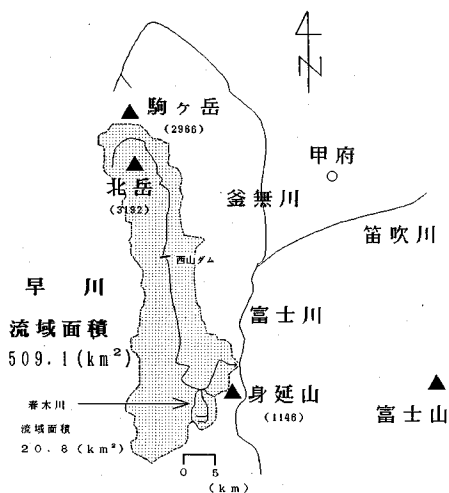 N
駒ヶ岳
(2966)
甲府
北岳
(3192)
釜無川
笛吹川
西山ダム
早川
流域面積
509.1(km²)
富士川
春木川
流域面積
20.8(km²)
身延山
(1146)
富士山
0 5
(km)